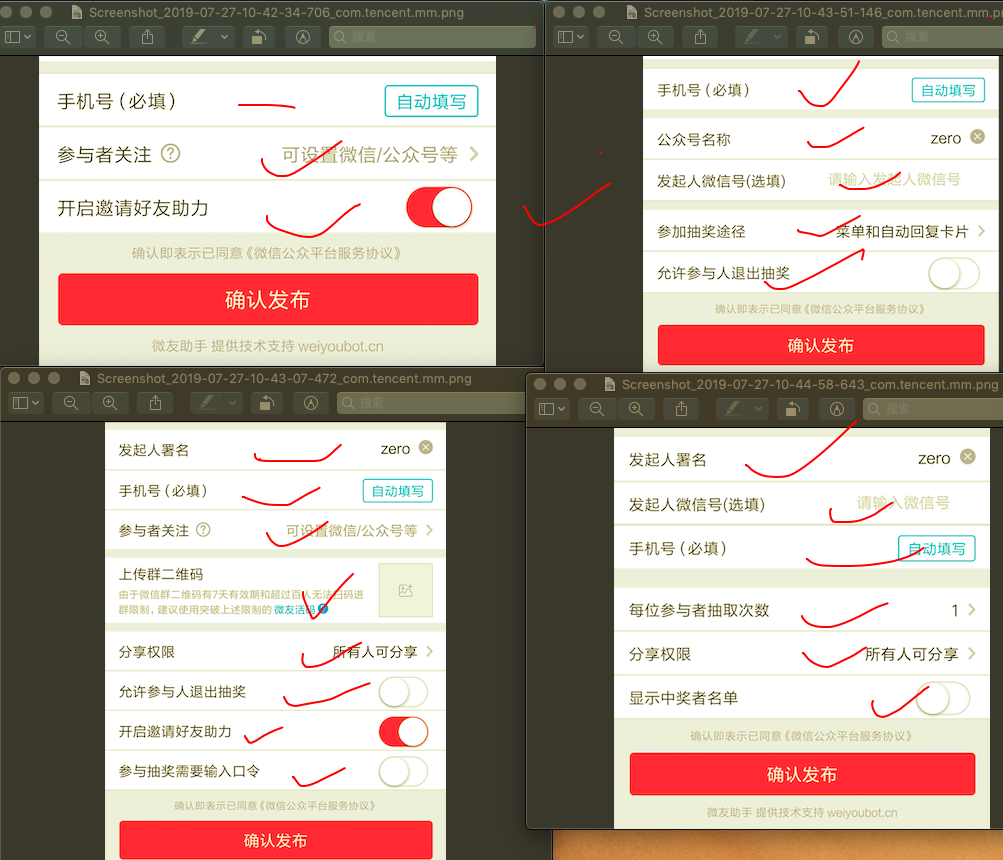 Screenshot_2019-07-27-10-42-34-706_com.tencent.mm.png
搜索
手机号(必填)
自动填写
参与者关注
可设置微信/公众号等
开启邀请好友助力
确认即表示已同意《微信公众平台服务协议》
确认发布
微友助手 提供技术支持 weiyoubot.cn
Screenshot_2019-07-27-10-43-51-146_com.tencent.mm.p
搜索
手机号(必填)
自动填写
公众号名称
zero
发起人微信号(选填)
请输入发起人微信号
参加抽奖途径
菜单和自动回复卡片
允许参与人退出抽奖
确认即表示已同意《微信公众平台服务协议》
确认发布
Screenshot_2019-07-27-10-43-07-472_com.tencent.mm.png
搜索
发起人署名
zero
手机号(必填)
自动填写
参与者关注
可设置微信/公众号等
上传群二维码
由于微信群二维码有7天有效期和超过百人无法扫码进
群限制，建议使用突破上述限制的 微友活码
分享权限
所有人可分享
允许参与人退出抽奖
开启邀请好友助力
参与抽奖需要输入口令
确认即表示已同意《微信公众平台服务协议》
确认发布
Screenshot_2019-07-27-10-44-58-643_com.tencent.mm.png
搜索
发起人署名
zero
发起人微信号(选填)
请输入微信号
手机号(必填)
自动填写
每位参与者抽取次数
1
分享权限
所有人可分享
显示中奖者名单
确认即表示已同意《微信公众平台服务协议》
确认发布
微友助手 提供技术支持 weiyoubot.cn